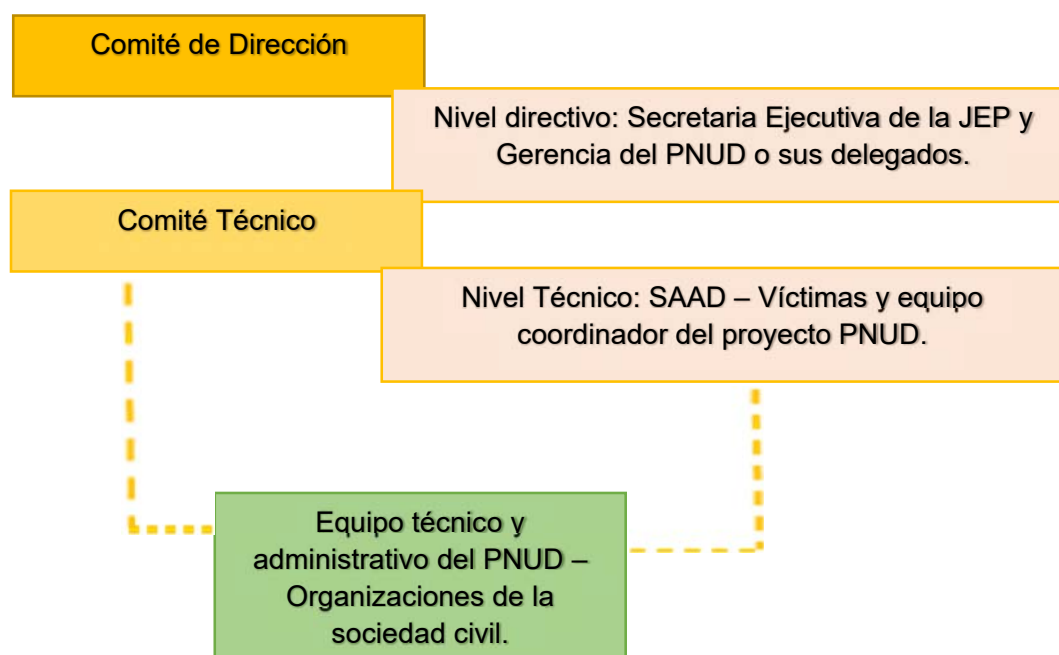 Comité de Dirección
Nivel directivo: Secretaria Ejecutiva de la JEP y
Gerencia del PNUD o sus delegados.
Comité Técnico
Nivel Técnico: SAAD – Víctimas y equipo
coordinador del proyecto PNUD.
Equipo técnico y
administrativo del PNUD –
Organizaciones de la
sociedad civil.